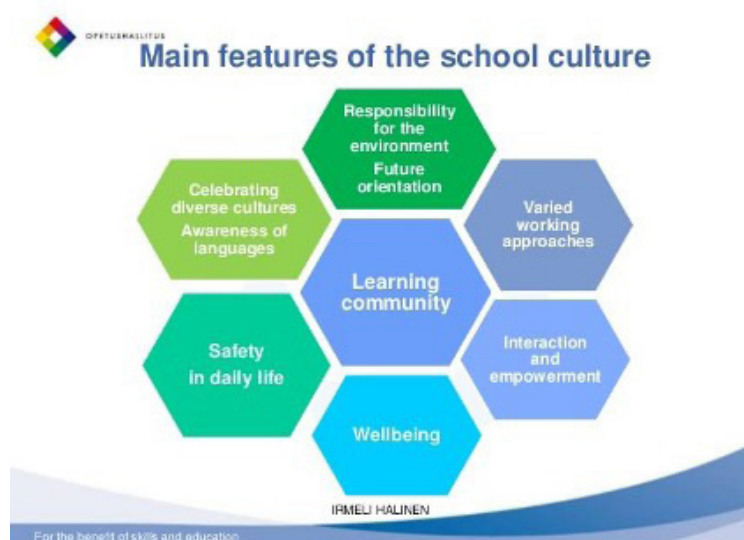 OPETUSHALLITUS
Main features of the school culture
Responsibility
for the
environment
Future
orientation
Celebrating
diverse cultures
Awareness of
languages
Varied
working
approaches
Learning
community
Safety
in daily life
Interaction
and
empowerment
Wellbeing
IRMELI HALINEN
For the benefit of skills and education